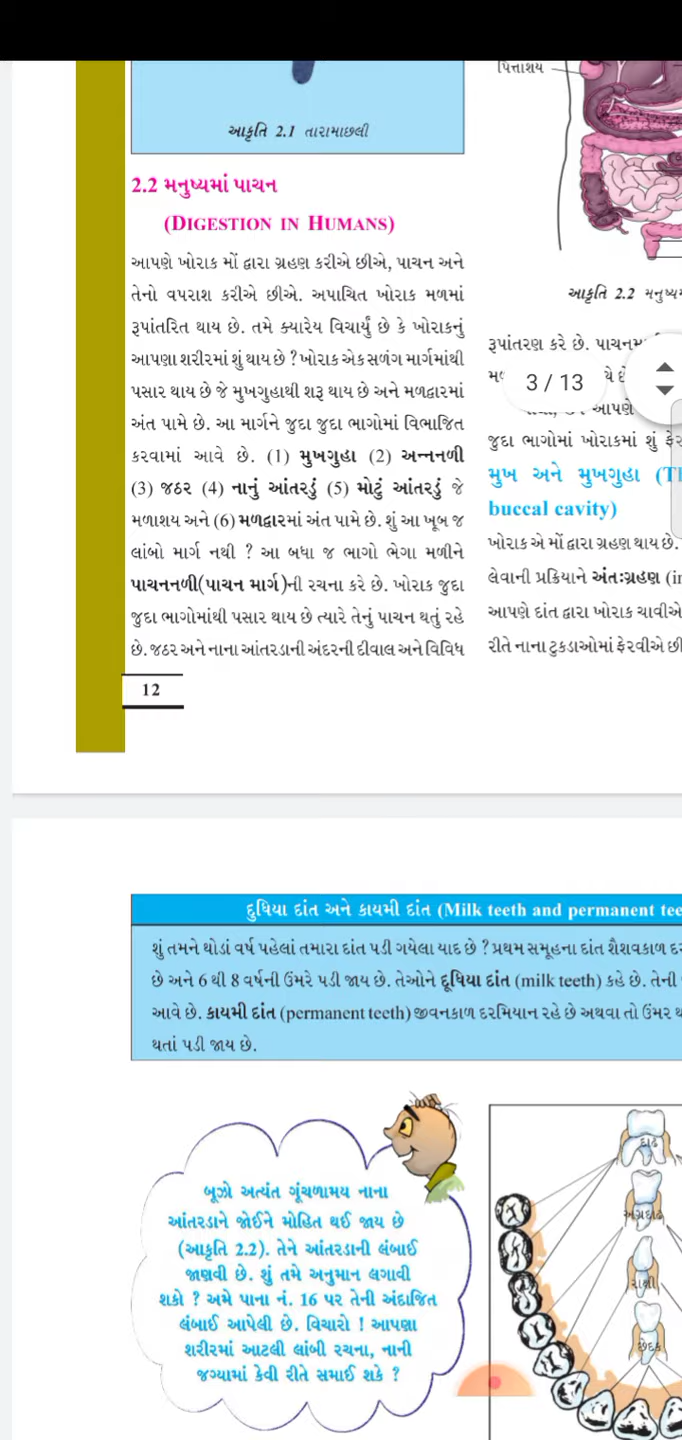 આકૃતિ 2.1 તારામાછલી
2.2 મનુષ્યમાં પાચન
(DIGESTION IN HUMANS)
આપણે ખોરાક મોં દ્વારા ગ્રહણ કરીએ છીએ, પાચન અને
તેનો વપરાશ કરીએ છીએ. અપાચિત ખોરાક મળમાં
રૂપાંતરિત થાય છે. તમે ક્યારેય વિચાર્યું છે કે ખોરાકનું
આપણા શરીરમાં શું થાય છે ? ખોરાક એક સળંગ માર્ગમાંથી
પસાર થાય છે જે મુખગુહાથી શરૂ થાય છે અને મળદ્વારમાં
અંત પામે છે. આ માર્ગને જુદા જુદા ભાગોમાં વિભાજિત
કરવામાં આવે છે. (1) મુખગુહા (2) અન્નનળી
(3) જઠર (4) નાનું આંતરડું (5) મોટું આંતરડું જે
મળાશય અને (6) મળદ્વારમાં અંત પામે છે. શું આ ખૂબ જ
લાંબો માર્ગ નથી ? આ બધા જ ભાગો ભેગા મળીને
પાચનનળી(પાચન માર્ગ)ની રચના કરે છે. ખોરાક જુદા
જુદા ભાગોમાંથી પસાર થાય છે ત્યારે તેનું પાચન થતું રહે
છે. જઠર અને નાના આંતરડાની અંદરની દીવાલ અને વિવિધ
12
પિત્તાશય
આકૃતિ 2.2
રૂપાંતરણ કરે છે.
3 / 13
આપણે
જુદા ભાગોમાં ખોરાકમાં શું
મુખ અને મુખગુહા
buccal cavity)
ખોરાક એ મોં દ્વારા ગ્રહણ થાય છે.
લેવાની પ્રક્રિયાને અંતઃગ્રહણ
આપણે દાંત દ્વારા ખોરાક ચાવીએ
રીતે નાના ટુકડાઓમાં ફેરવીએ
દુધિયા દાંત અને કાયમી દાંત (Milk teeth and permanent
શું તમને થોડાં વર્ષ પહેલાં તમારા દાંત પડી ગયેલા યાદ છે ? પ્રથમ સમૂહના દાંત શૈશવકાળ
છે અને 6 થી 8 વર્ષની ઉંમરે પડી જાય છે. તેઓને દૂધિયા દાંત (milk teeth) કહે છે. તેની
આવે છે. કાયમી દાંત (permanent teeth) જીવનકાળ દરમિયાન રહે છે અથવા તો ઉંમર
થતાં પડી જાય છે.
બૂઝો અત્યંત ગૂંચળામય નાના
આંતરડાને જોઈને મોહિત થઈ જાય છે
(આકૃતિ 2.2). તેને આંતરડાની લંબાઈ
જાણવી છે. શું તમે અનુમાન લગાવી
શકો ? અમે પાના નં. 16 પર તેની અંદાજિત
લંબાઈ આપેલી છે. વિચારો ! આપણા
શરીરમાં આટલી લાંબી રચના, નાની
જગ્યામાં કેવી રીતે સમાઈ શકે ?
દાઢ
અગ્રદાઢ
રાક્ષી
છેદક